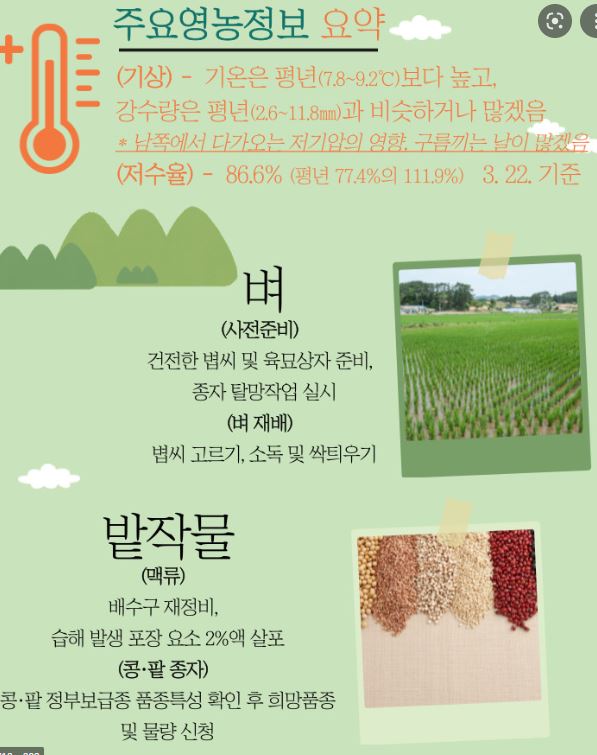 주요영농정보 요약
(기상) - 기온은 평년(7.8~9.2℃)보다 높고,
강수량은 평년(2.6~11.8㎜)과 비슷하거나 많겠음
* 남쪽에서 다가오는 저기압의 영향, 구름끼는 날이 많겠음
(저수율) - 86.6% (평년 77.4%의 111.9%) 3. 22. 기준
벼
(사전준비)
건전한 볍씨 및 육묘상자 준비,
종자 탈망작업 실시
(벼 재배)
볍씨 고르기, 소독 및 싹틔우기
밭작물
(맥류)
배수구 재정비,
습해 발생 포장 요소 2%액 살포
(콩·팥 종자)
콩·팥 정부보급종 품종특성 확인 후 희망품종
및 물량 신청